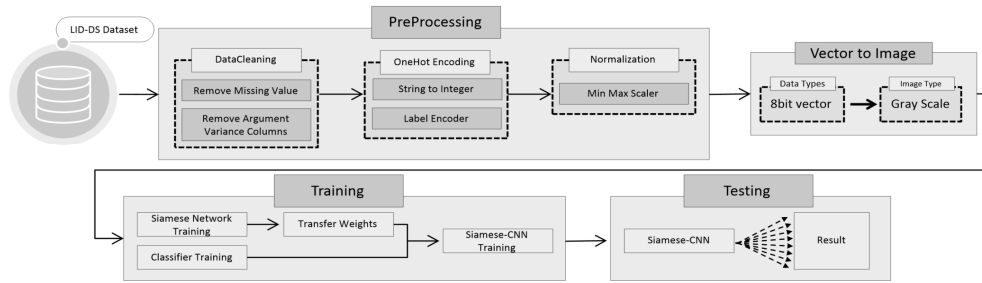 LID-DS Dataset
PreProcessing
DataCleaning
Remove Missing Value
Remove Argument
Variance Columns
OneHot Encoding
String to Integer
Label Encoder
Normalization
Min Max Scaler
Vector to Image
Data Types
8bit vector
Image Type
Gray Scale
Training
Siamese Network
Training
Transfer Weights
Classifier Training
Siamese-CNN
Training
Testing
Siamese-CNN
Result